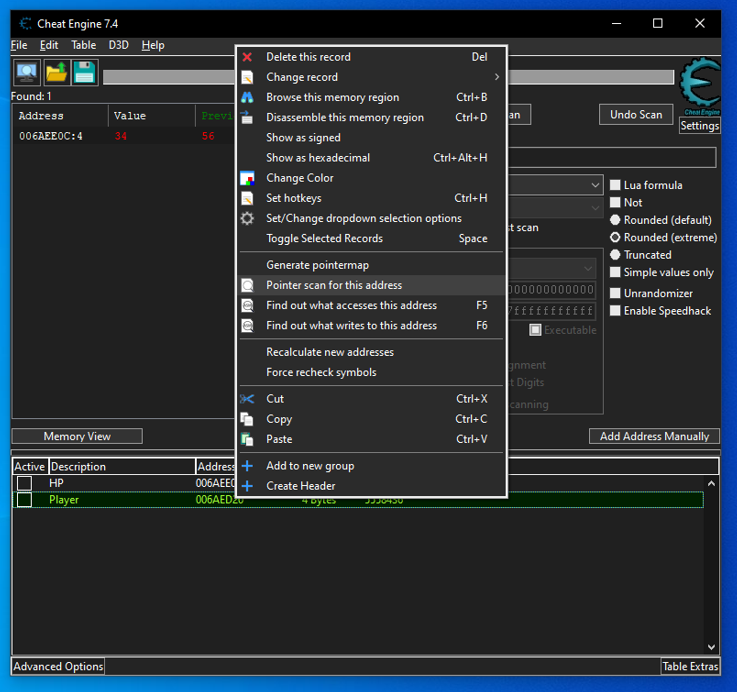 Cheat Engine 7.4
File Edit Table D3D Help
Found: 1
Address Value Previ
006AEE0C:4 34 56
Delete this record Del
Change record
Browse this memory region Ctrl+B
Disassemble this memory region Ctrl+D
Show as signed
Show as hexadecimal Ctrl+Alt+H
Change Color
Set hotkeys Ctrl+H
Set/Change dropdown selection options
Toggle Selected Records Space
Generate pointermap
Pointer scan for this address
Find out what accesses this address F5
Find out what writes to this address F6
Recalculate new addresses
Force recheck symbols
Cut Ctrl+X
Copy Ctrl+C
Paste Ctrl+V
Add to new group
Create Header
an
Undo Scan
Cheat Engine
Settings
Lua formula
Not
Rounded (default)
st scan
Rounded (extreme)
Truncated
Simple values only
000000000000
Unrandomizer
7fffffffffff
Enable Speedhack
Executable
gnment
t Digits
canning
Memory View
Add Address Manually
Active Description Address
HP 006AEE0
Player 006AED20 4 Bytes
Advanced Options
Table Extras